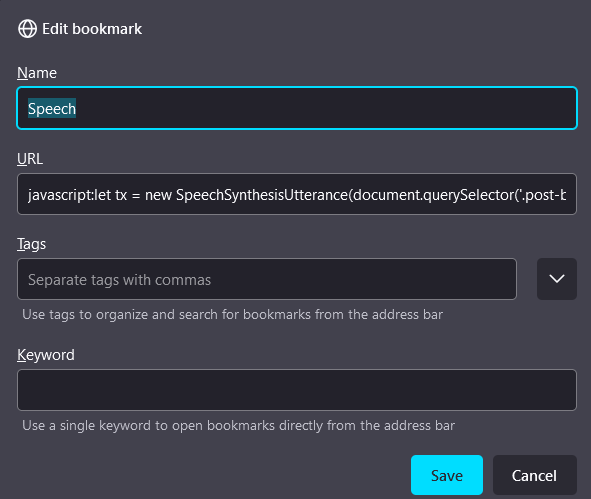 Edit bookmark
Name
Speech
URL
javascript:let tx = new SpeechSynthesisUtterance(document.querySelector('.post-b
Tags
Separate tags with commas
Use tags to organize and search for bookmarks from the address bar
Keyword
Use a single keyword to open bookmarks directly from the address bar
Save Cancel